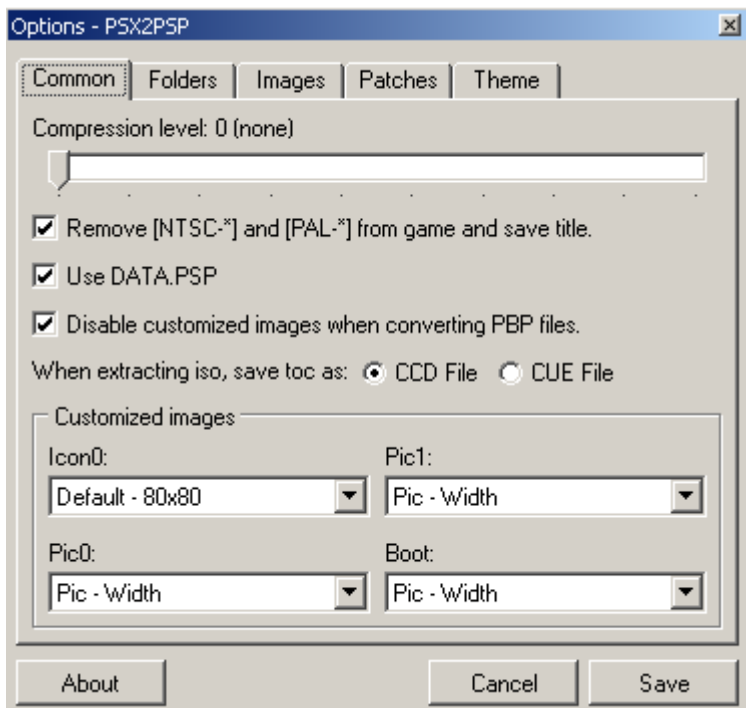 Options - PSX2PSP
Common Folders Images Patches Theme
Compression level: 0 (none)
Remove [NTSC-*] and [PAL-*] from game and save title.
Use DATA.PSP
Disable customized images when converting PBP files.
When extracting iso, save toc as: CCD File CUE File
Customized images
Icon0: Pic1:
Default - 80x80 Pic - Width
Pic0: Boot:
Pic - Width Pic - Width
About Cancel Save